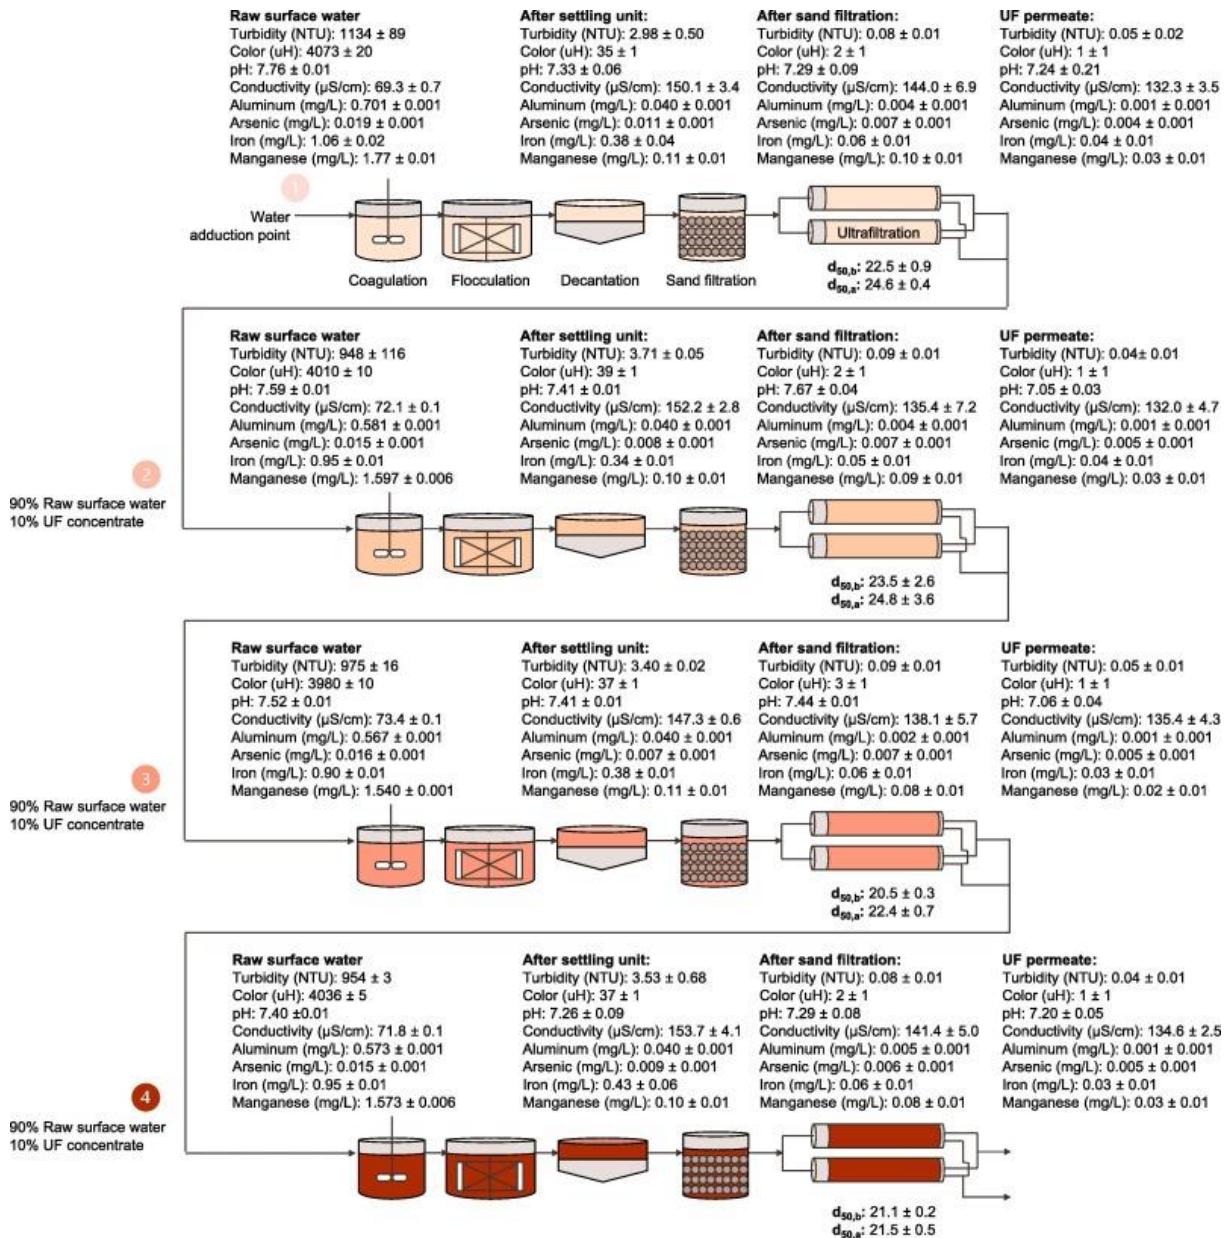 Raw surface water
Turbidity (NTU): 1134 ± 89
Color (uH): 4073 ± 20
pH: 7.76 ± 0.01
Conductivity (µS/cm): 69.3 ± 0.7
Aluminum (mg/L): 0.701 ± 0.001
Arsenic (mg/L): 0.019 ± 0.001
Iron (mg/L): 1.06 ± 0.02
Manganese (mg/L): 1.77 ± 0.01
After settling unit:
Turbidity (NTU): 2.98 ± 0.50
Color (uH): 35 ± 1
pH: 7.33 ± 0.06
Conductivity (µS/cm): 150.1 ± 3.4
Aluminum (mg/L): 0.040 ± 0.001
Arsenic (mg/L): 0.011 ± 0.001
Iron (mg/L): 0.38 ± 0.04
Manganese (mg/L): 0.11 ± 0.01
After sand filtration:
Turbidity (NTU): 0.08 ± 0.01
Color (uH): 2 ± 1
pH: 7.29 ± 0.09
Conductivity (µS/cm): 144.0 ± 6.9
Aluminum (mg/L): 0.004 ± 0.001
Arsenic (mg/L): 0.007 ± 0.001
Iron (mg/L): 0.06 ± 0.01
Manganese (mg/L): 0.10 ± 0.01
UF permeate:
Turbidity (NTU): 0.05 ± 0.02
Color (uH): 1 ± 1
pH: 7.24 ± 0.21
Conductivity (µS/cm): 132.3 ± 3.5
Aluminum (mg/L): 0.001 ± 0.001
Arsenic (mg/L): 0.004 ± 0.001
Iron (mg/L): 0.04 ± 0.01
Manganese (mg/L): 0.03 ± 0.01
1
Water
adduction point
Coagulation
Flocculation
Decantation
Sand filtration
Ultrafiltration
d50,b: 22.5 ± 0.9
d50,a: 24.6 ± 0.4
Raw surface water
Turbidity (NTU): 948 ± 116
Color (uH): 4010 ± 10
pH: 7.59 ± 0.01
Conductivity (µS/cm): 72.1 ± 0.1
Aluminum (mg/L): 0.581 ± 0.001
Arsenic (mg/L): 0.015 ± 0.001
Iron (mg/L): 0.95 ± 0.01
Manganese (mg/L): 1.597 ± 0.006
After settling unit:
Turbidity (NTU): 3.71 ± 0.05
Color (uH): 39 ± 1
pH: 7.41 ± 0.01
Conductivity (µS/cm): 152.2 ± 2.8
Aluminum (mg/L): 0.040 ± 0.001
Arsenic (mg/L): 0.008 ± 0.001
Iron (mg/L): 0.34 ± 0.01
Manganese (mg/L): 0.10 ± 0.01
After sand filtration:
Turbidity (NTU): 0.09 ± 0.01
Color (uH): 2 ± 1
pH: 7.67 ± 0.04
Conductivity (µS/cm): 135.4 ± 7.2
Aluminum (mg/L): 0.004 ± 0.001
Arsenic (mg/L): 0.007 ± 0.001
Iron (mg/L): 0.05 ± 0.01
Manganese (mg/L): 0.09 ± 0.01
UF permeate:
Turbidity (NTU): 0.04± 0.01
Color (uH): 1 ± 1
pH: 7.05 ± 0.03
Conductivity (µS/cm): 132.0 ± 4.7
Aluminum (mg/L): 0.001 ± 0.001
Arsenic (mg/L): 0.005 ± 0.001
Iron (mg/L): 0.04 ± 0.01
Manganese (mg/L): 0.03 ± 0.01
2
90% Raw surface water
10% UF concentrate
d50,b: 23.5 ± 2.6
d50,a: 24.8 ± 3.6
Raw surface water
Turbidity (NTU): 975 ± 16
Color (uH): 3980 ± 10
pH: 7.52 ± 0.01
Conductivity (µS/cm): 73.4 ± 0.1
Aluminum (mg/L): 0.567 ± 0.001
Arsenic (mg/L): 0.016 ± 0.001
Iron (mg/L): 0.90 ± 0.01
Manganese (mg/L): 1.540 ± 0.001
After settling unit:
Turbidity (NTU): 3.40 ± 0.02
Color (uH): 37 ± 1
pH: 7.41 ± 0.01
Conductivity (µS/cm): 147.3 ± 0.6
Aluminum (mg/L): 0.040 ± 0.001
Arsenic (mg/L): 0.007 ± 0.001
Iron (mg/L): 0.38 ± 0.01
Manganese (mg/L): 0.11 ± 0.01
After sand filtration:
Turbidity (NTU): 0.09 ± 0.01
Color (uH): 3 ± 1
pH: 7.44 ± 0.01
Conductivity (µS/cm): 138.1 ± 5.7
Aluminum (mg/L): 0.002 ± 0.001
Arsenic (mg/L): 0.007 ± 0.001
Iron (mg/L): 0.06 ± 0.01
Manganese (mg/L): 0.08 ± 0.01
UF permeate:
Turbidity (NTU): 0.05 ± 0.01
Color (uH): 1 ± 1
pH: 7.06 ± 0.04
Conductivity (µS/cm): 135.4 ± 4.3
Aluminum (mg/L): 0.001 ± 0.001
Arsenic (mg/L): 0.005 ± 0.001
Iron (mg/L): 0.03 ± 0.01
Manganese (mg/L): 0.02 ± 0.01
3
90% Raw surface water
10% UF concentrate
d50,b: 20.5 ± 0.3
d50,a: 22.4 ± 0.7
Raw surface water
Turbidity (NTU): 954 ± 3
Color (uH): 4036 ± 5
pH: 7.40 ±0.01
Conductivity (µS/cm): 71.8 ± 0.1
Aluminum (mg/L): 0.573 ± 0.001
Arsenic (mg/L): 0.015 ± 0.001
Iron (mg/L): 0.95 ± 0.01
Manganese (mg/L): 1.573 ± 0.006
After settling unit:
Turbidity (NTU): 3.53 ± 0.68
Color (uH): 37 ± 1
pH: 7.26 ± 0.09
Conductivity (µS/cm): 153.7 ± 4.1
Aluminum (mg/L): 0.040 ± 0.001
Arsenic (mg/L): 0.009 ± 0.001
Iron (mg/L): 0.43 ± 0.06
Manganese (mg/L): 0.10 ± 0.01
After sand filtration:
Turbidity (NTU): 0.08 ± 0.01
Color (uH): 2 ± 1
pH: 7.29 ± 0.08
Conductivity (µS/cm): 141.4 ± 5.0
Aluminum (mg/L): 0.005 ± 0.001
Arsenic (mg/L): 0.006 ± 0.001
Iron (mg/L): 0.06 ± 0.01
Manganese (mg/L): 0.08 ± 0.01
UF permeate:
Turbidity (NTU): 0.04 ± 0.01
Color (uH): 1 ± 1
pH: 7.20 ± 0.05
Conductivity (µS/cm): 134.6 ± 2.5
Aluminum (mg/L): 0.001 ± 0.001
Arsenic (mg/L): 0.005 ± 0.001
Iron (mg/L): 0.03 ± 0.01
Manganese (mg/L): 0.03 ± 0.01
4
90% Raw surface water
10% UF concentrate
d50,b: 21.1 ± 0.2
d50,a: 21.5 ± 0.5